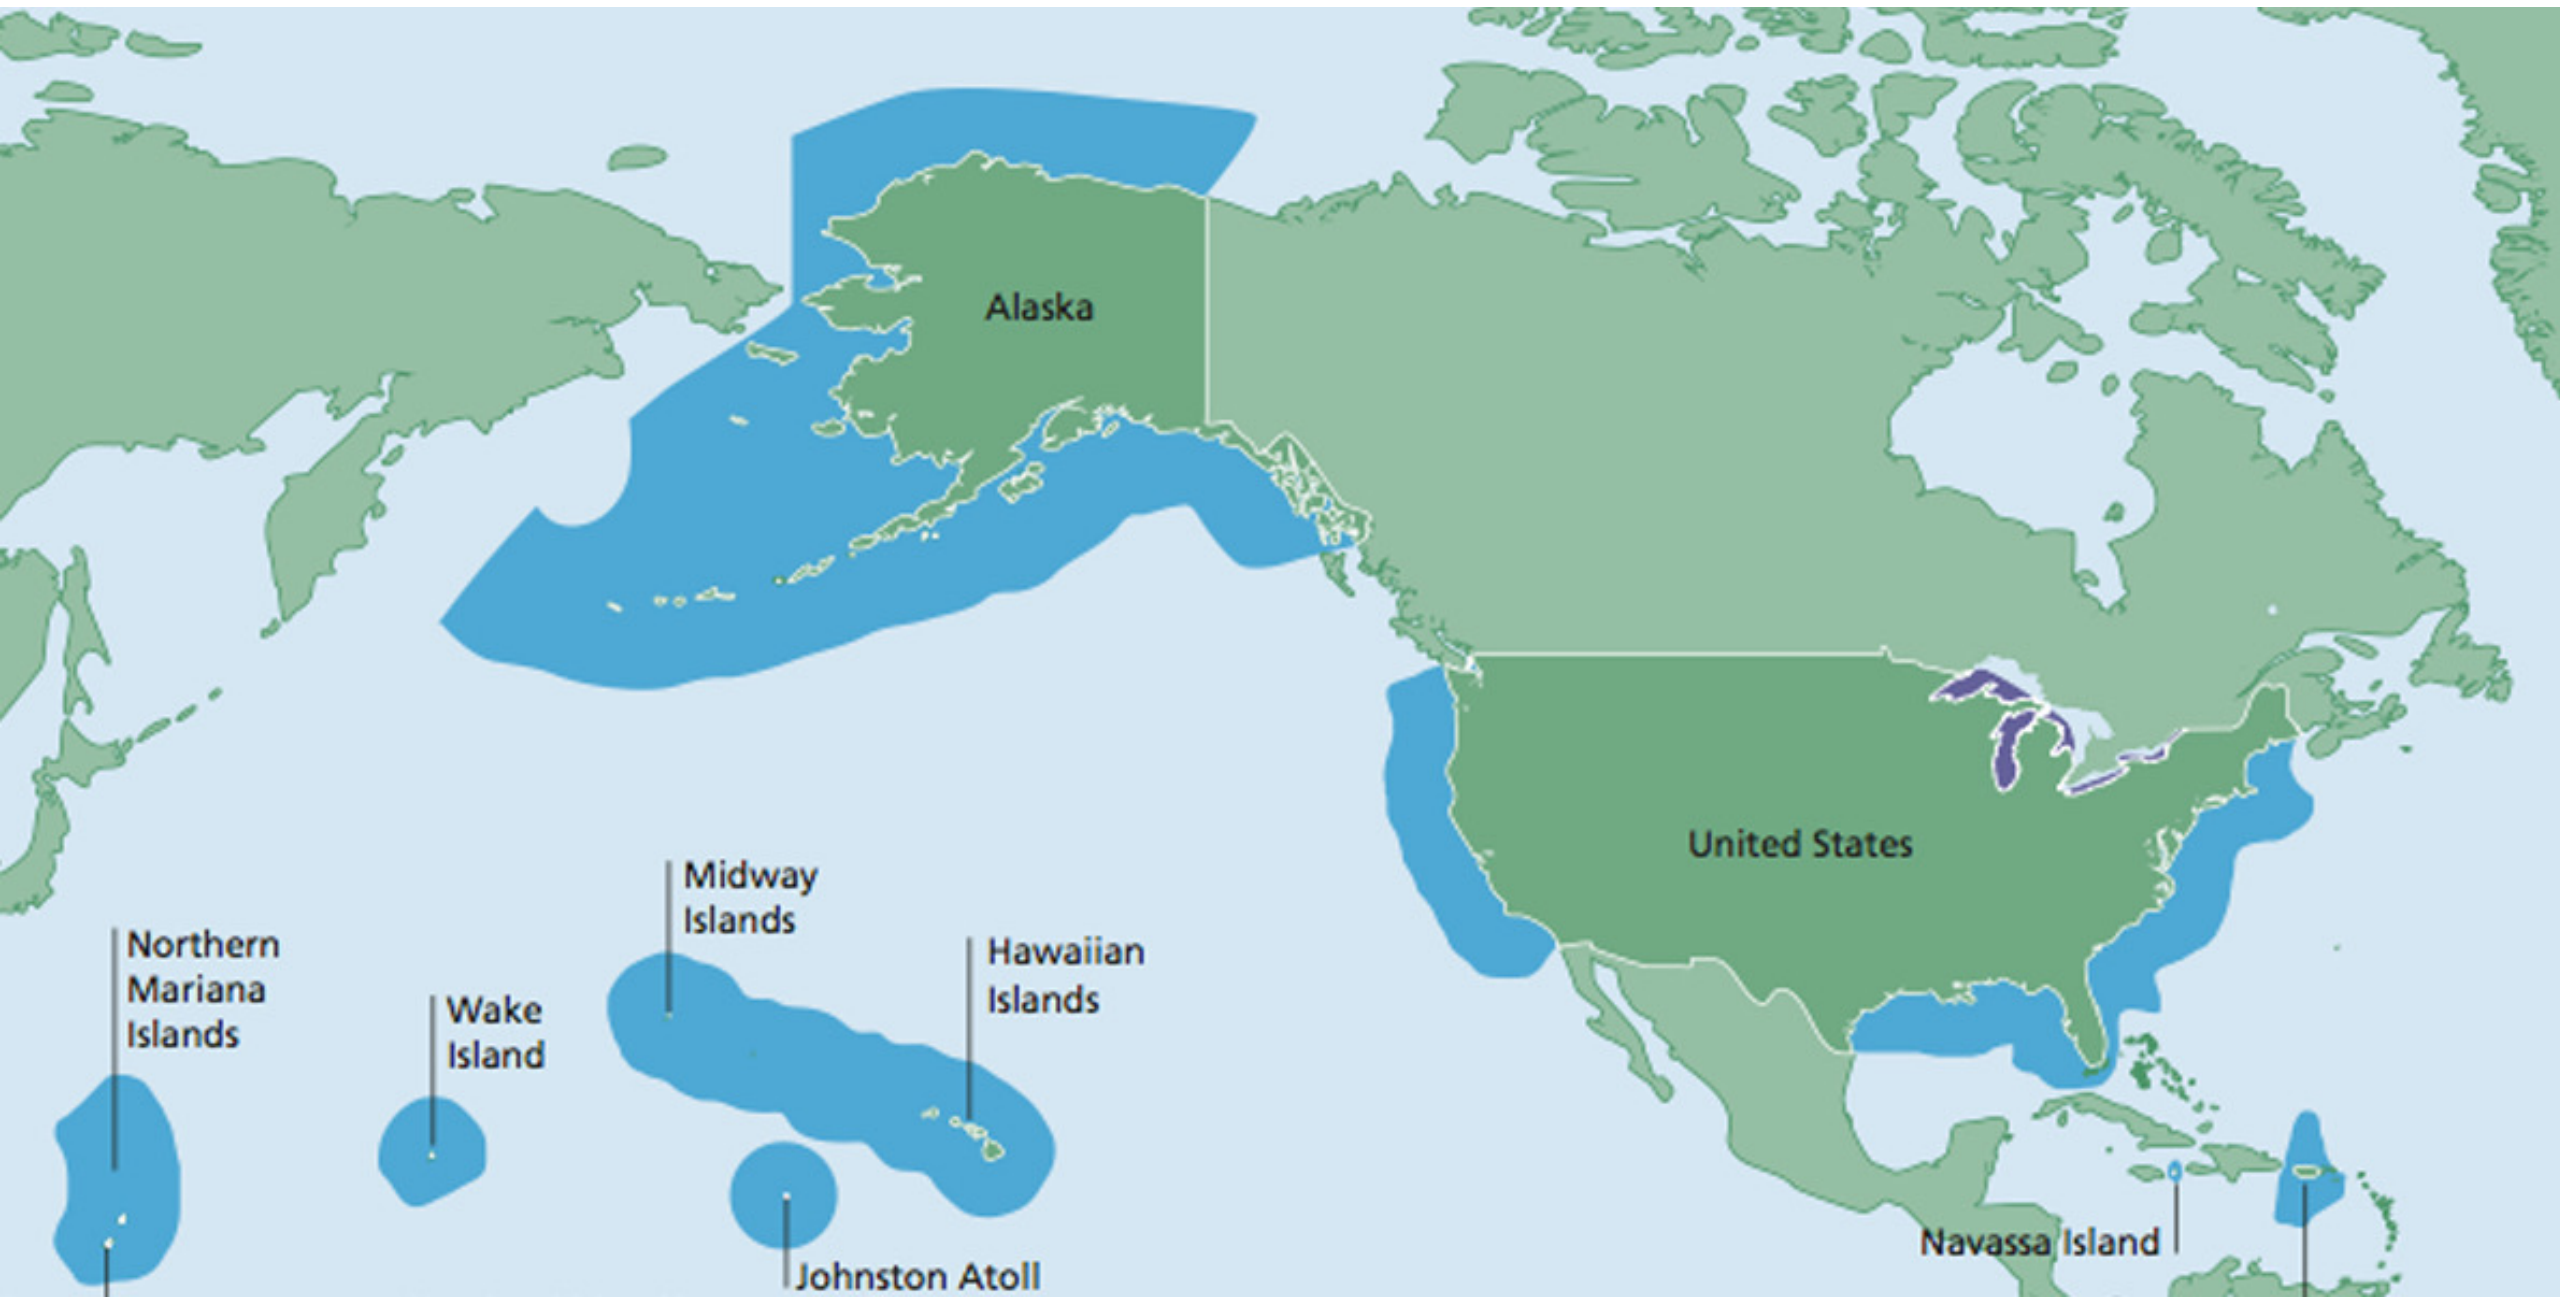 Alaska
United States
Midway
Islands
Hawaiian
Islands
Northern
Mariana
Islands
Wake
Island
Navassa Island
Johnston Atoll